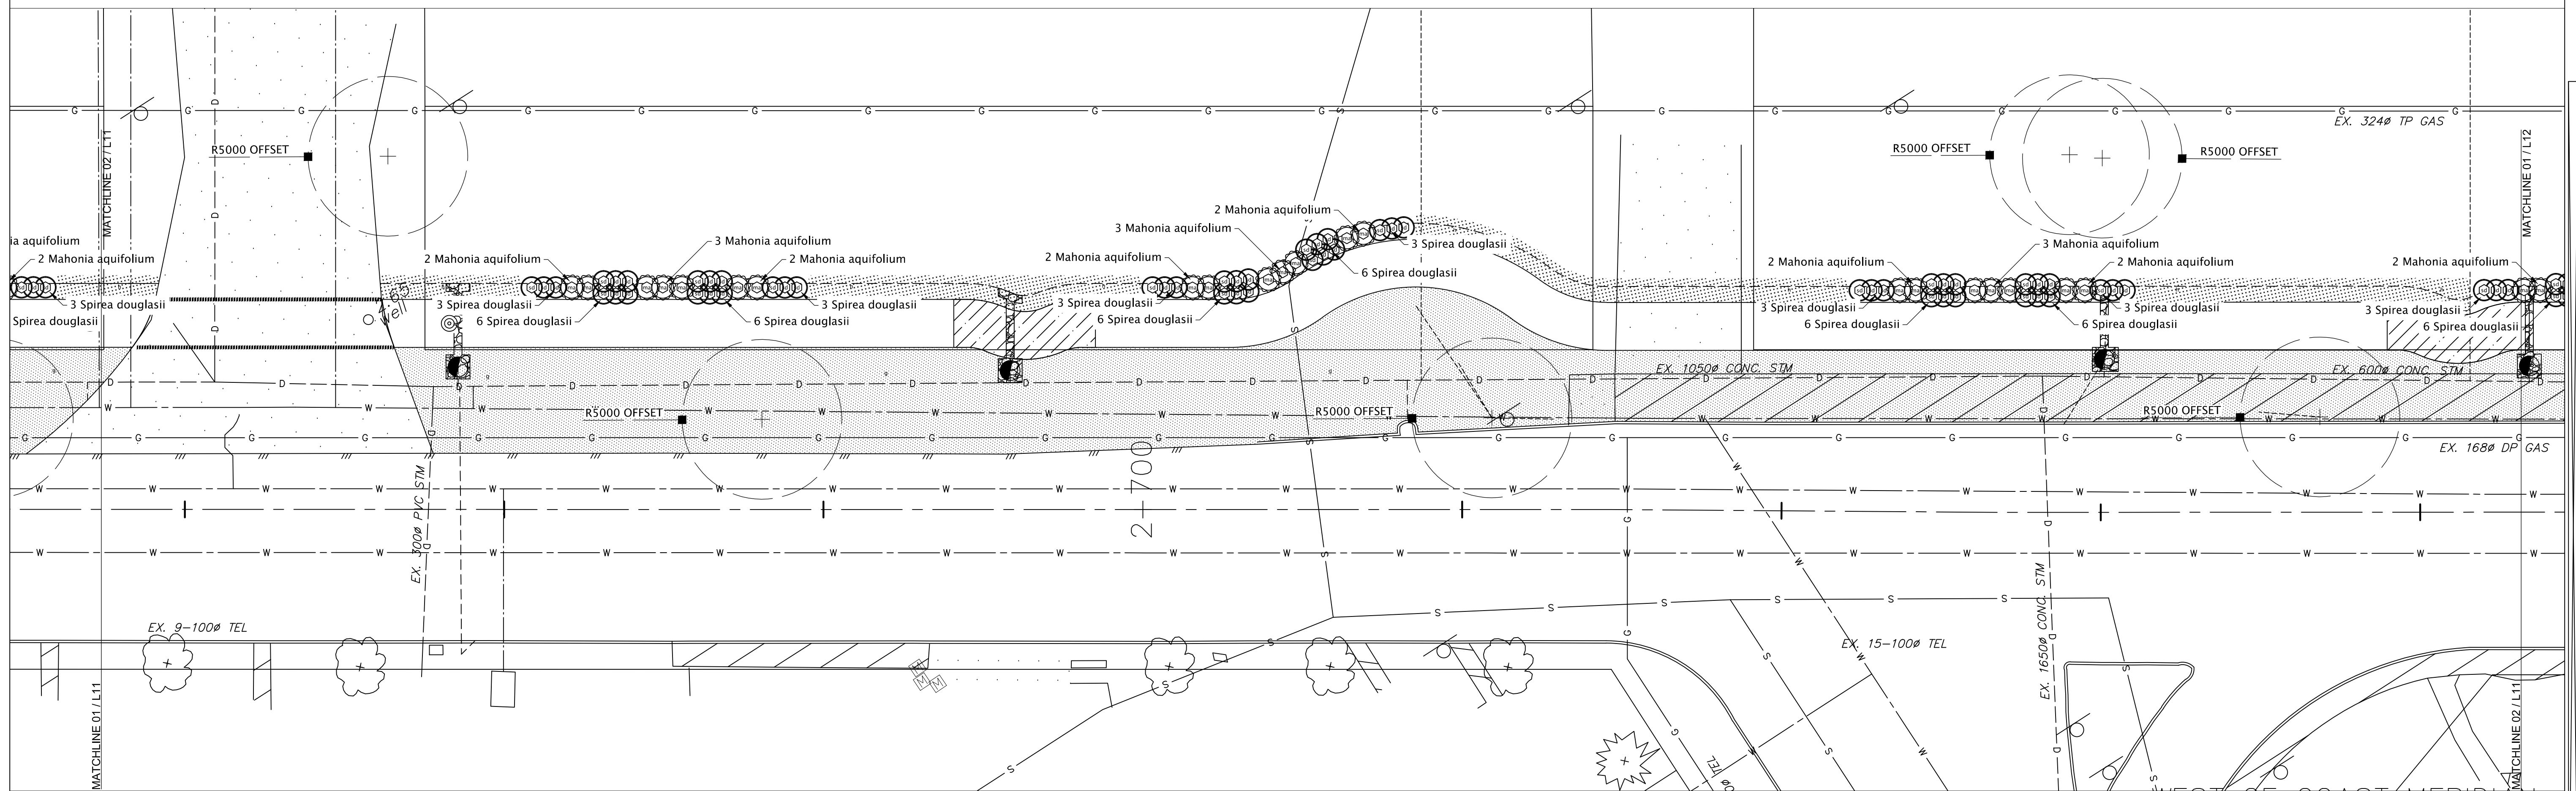 EX. 324Ø TP GAS
MATCHLINE 02 / L11
MATCHLINE 01 / L12
R5000 OFFSET
R5000 OFFSET
R5000 OFFSET
2 Mahonia aquifolium
3 Mahonia aquifolium
ia aquifolium
2 Mahonia aquifolium
3 Spirea douglasii
Spirea douglasii
2 Mahonia aquifolium
3 Mahonia aquifolium
2 Mahonia aquifolium
3 Spirea douglasii
6 Spirea douglasii
3 Spirea douglasii
6 Spirea douglasii
2 Mahonia aquifolium
3 Spirea douglasii
6 Spirea douglasii
3 Spirea douglasii
6 Spirea douglasii
2 Mahonia aquifolium
3 Mahonia aquifolium
2 Mahonia aquifolium
3 Spirea douglasii
6 Spirea douglasii
3 Spirea douglasii
6 Spirea douglasii
2 Mahonia aquifolium
3 Spirea douglasii
6 Spirea douglasii
Well
EX. 1050Ø CONC. STM
EX. 600Ø CONC. STM
R5000 OFFSET
R5000 OFFSET
R5000 OFFSET
EX. 168Ø DP GAS
2-700
EX. 300Ø PVC STM
EX. 9-100Ø TEL
EX. 15-100Ø TEL
EX. 1650Ø CONC. STM
MATCHLINE 01 / L11
MATCHLINE 02 / L11
TEL